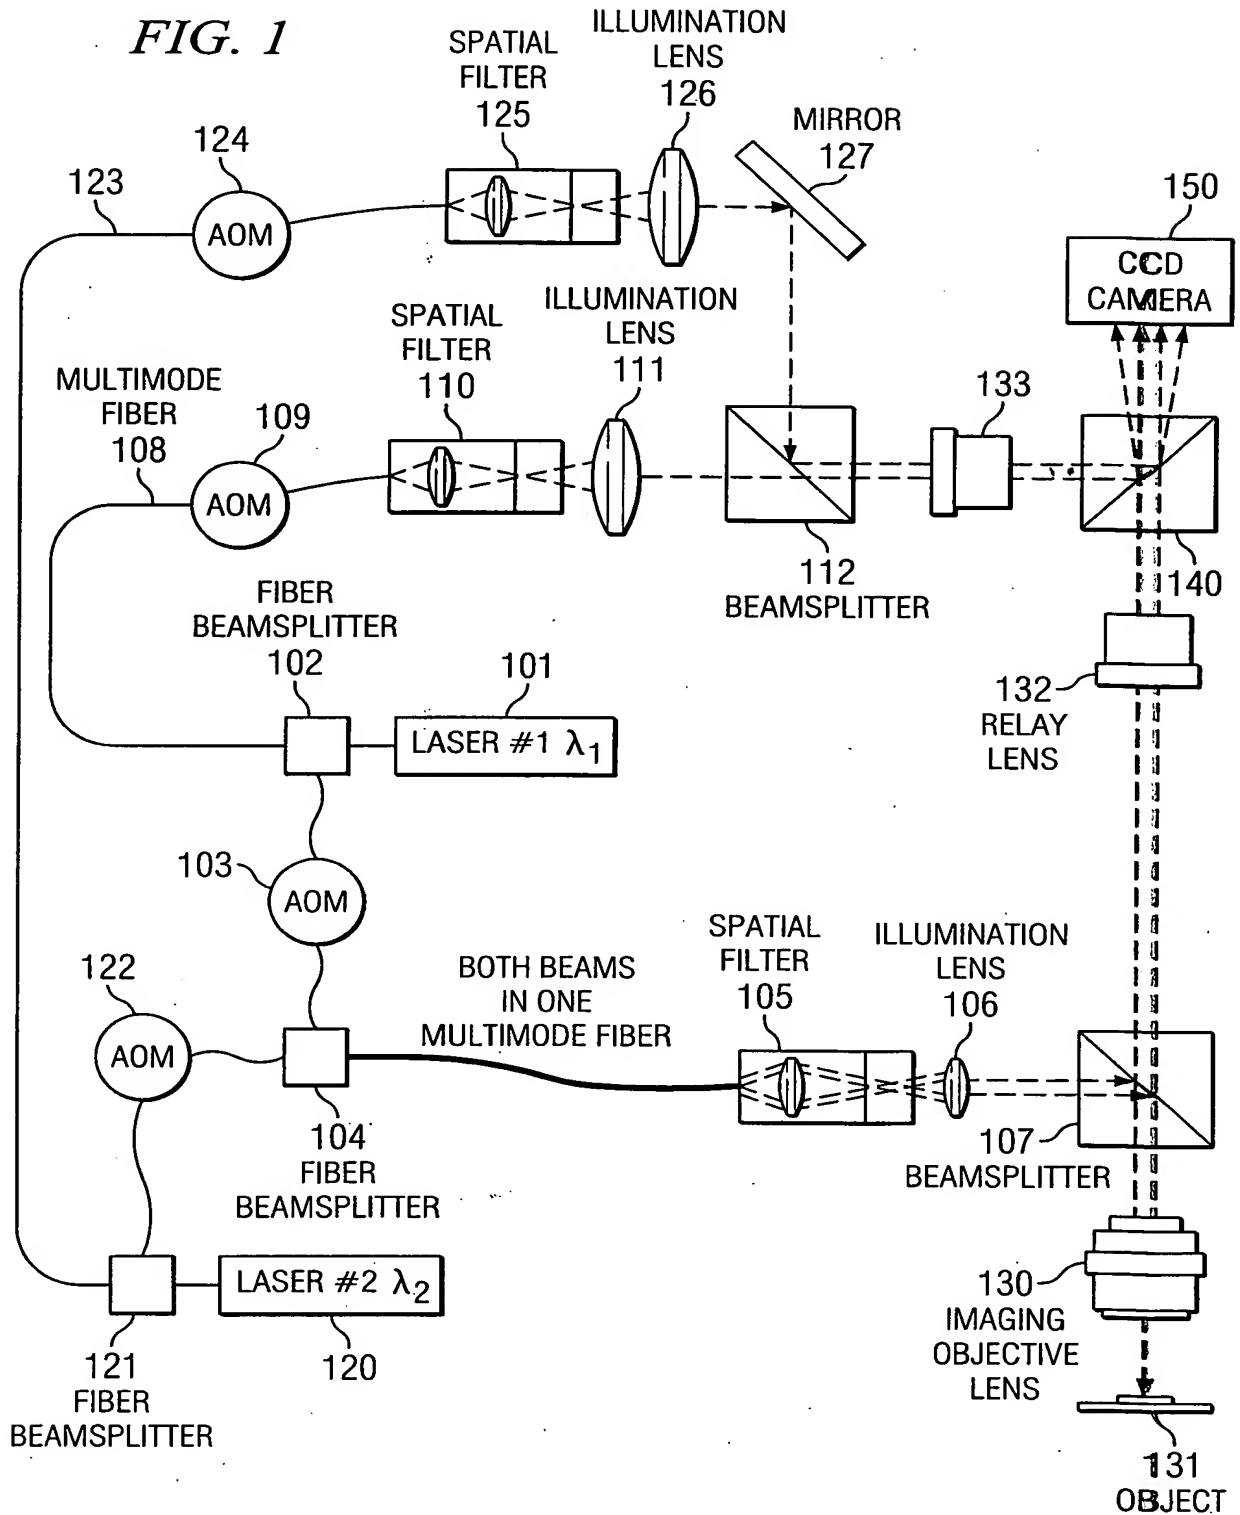 FIG. 1
SPATIAL
FILTER
125
ILLUMINATION
LENS
126
MIRROR
127
124
123
AOM
150
CCD
CAMERA
SPATIAL
FILTER
110
ILLUMINATION
LENS
111
MULTIMODE
FIBER
108
109
AOM
133
112
BEAMSPLITTER
140
FIBER
BEAMSPLITTER
102
101
LASER #1 λ1
132
RELAY
LENS
103
AOM
122
AOM
BOTH BEAMS
IN ONE
MULTIMODE FIBER
SPATIAL
FILTER
105
ILLUMINATION
LENS
106
104
FIBER
BEAMSPLITTER
107
BEAMSPLITTER
LASER #2 λ2
121
FIBER
BEAMSPLITTER
120
130
IMAGING
OBJECTIVE
LENS
131
OBJECT